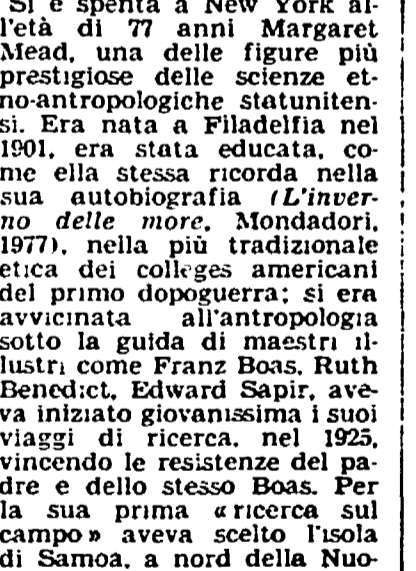 Si è spenta a New York al-
l'età di 77 anni Margaret
Mead, una delle figure più
prestigiose delle scienze et-
no-antropologiche statuniten-
si. Era nata a Filadelfia nel
1901, era stata educata, co-
me ella stessa ricorda nella
sua autobiografia (L'inver-
no delle more, Mondadori,
1977), nella più tradizionale
etica dei colleges americani
del primo dopoguerra; si era
avvicinata all'antropologia
sotto la guida di maestri il-
lustri come Franz Boas, Ruth
Benedict, Edward Sapir, ave-
va iniziato giovanissima i suoi
viaggi di ricerca, nel 1925,
vincendo le resistenze del pa-
dre e dello stesso Boas. Per
la sua prima «ricerca sul
campo» aveva scelto l'isola
di Samoa, a nord della Nuo-